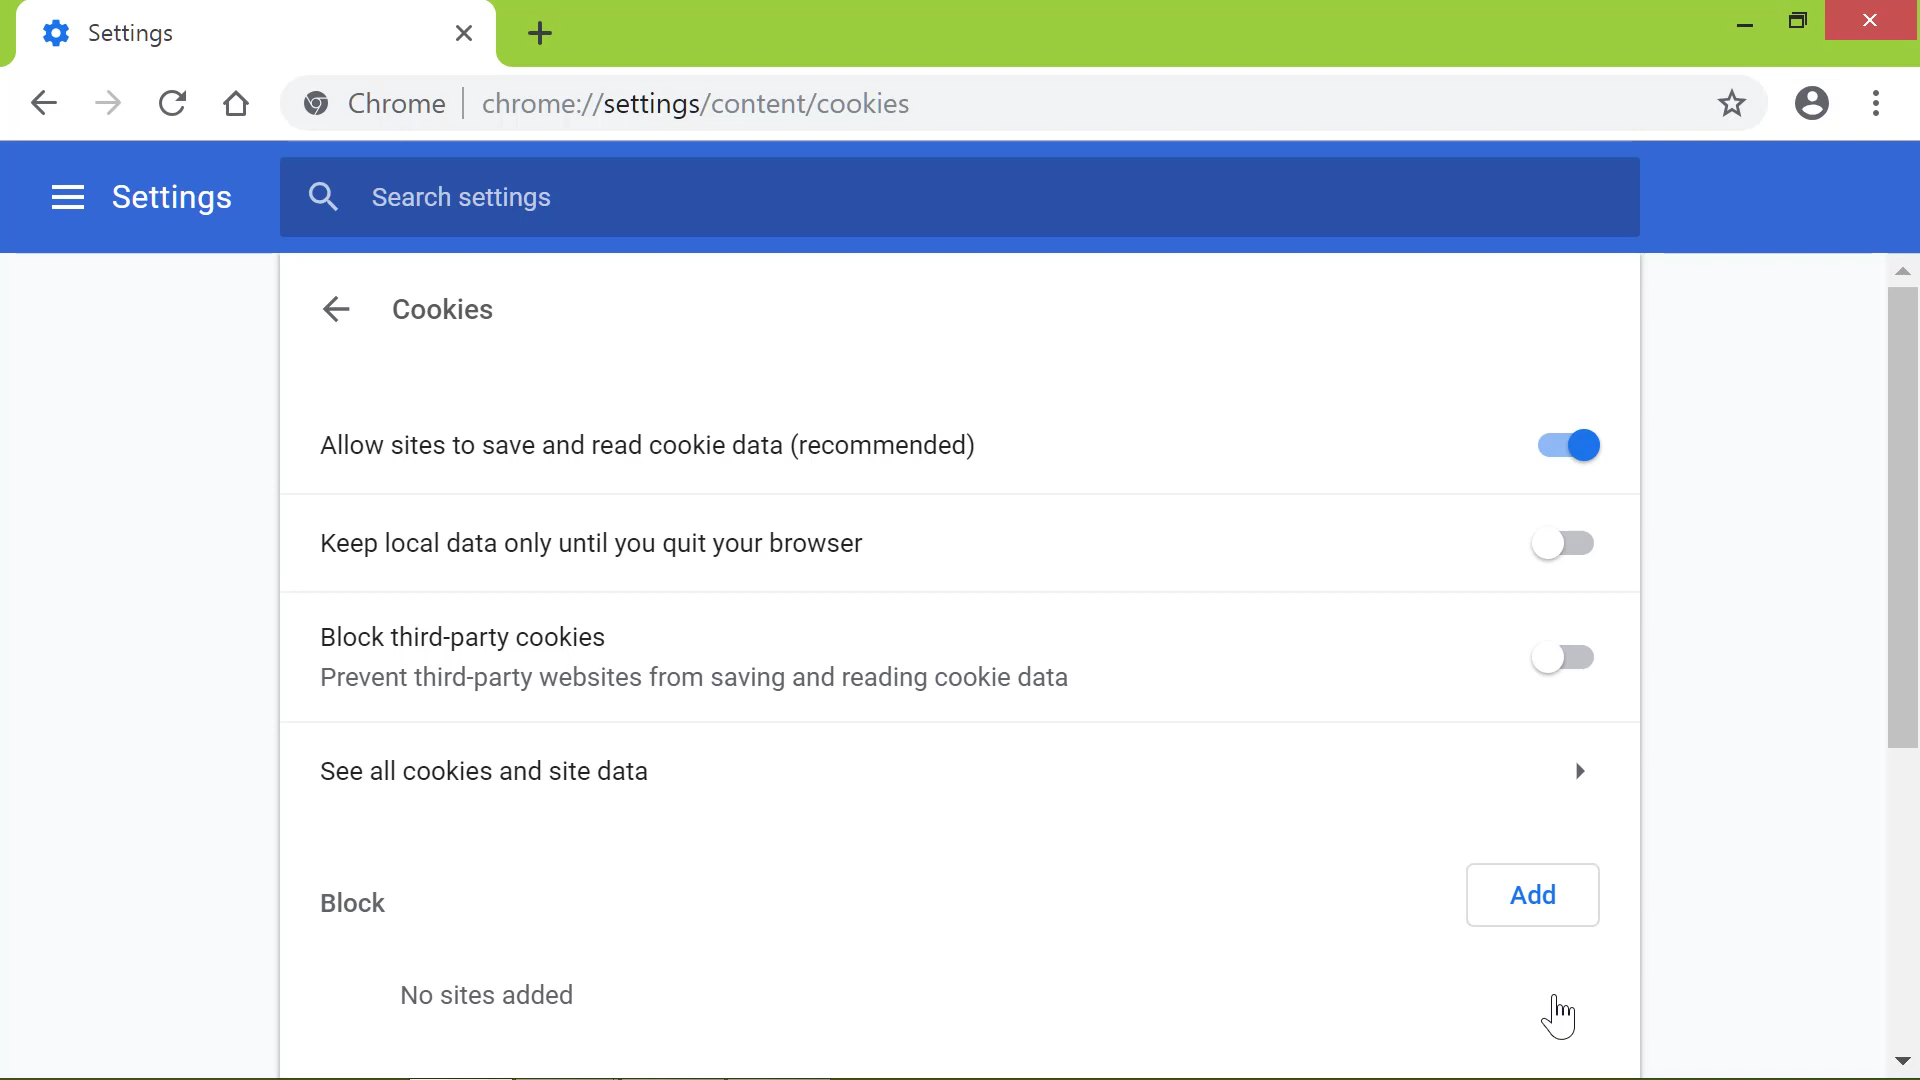 Settings
Chrome chrome://settings/content/cookies
Settings Search settings
Cookies
Allow sites to save and read cookie data (recommended)
Keep local data only until you quit your browser
Block third-party cookies
Prevent third-party websites from saving and reading cookie data
See all cookies and site data
Block Add
No sites added